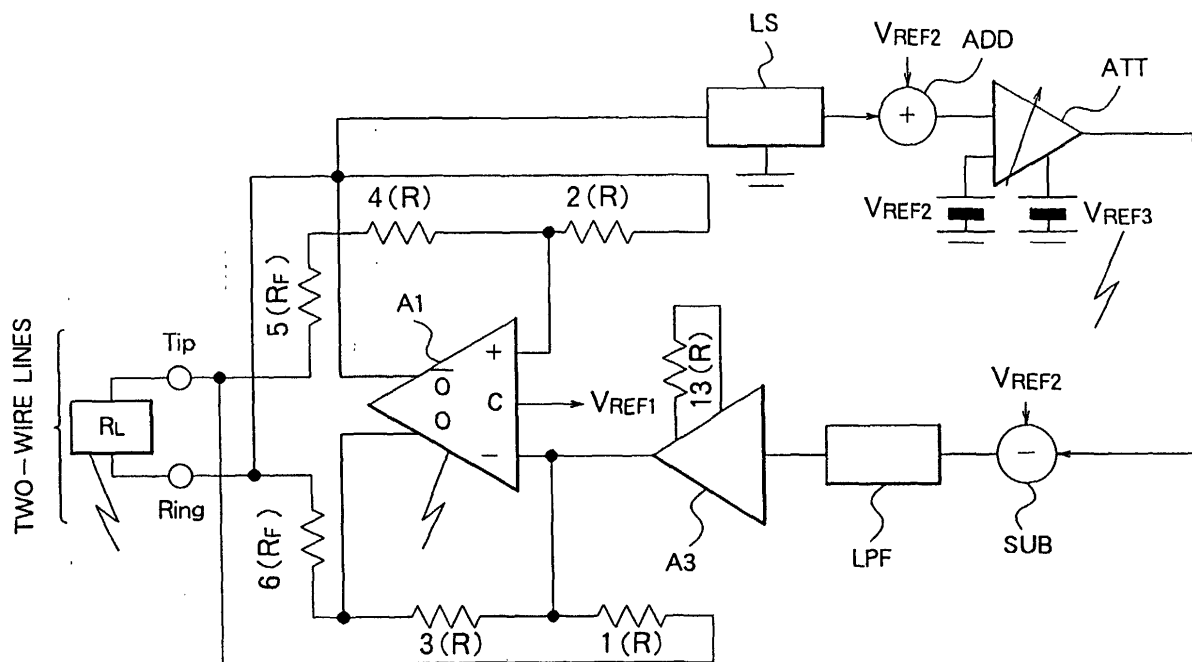 LS
VREF2
ADD
ATT
4(R)
2(R)
VREF2
VREF3
5(RF)
A1
Tip
+
O
C
VREF1
13(R)
VREF2
TWO-WIRE LINES
RL
O
−
+
−
Ring
6(RF)
A3
LPF
SUB
3(R)
1(R)